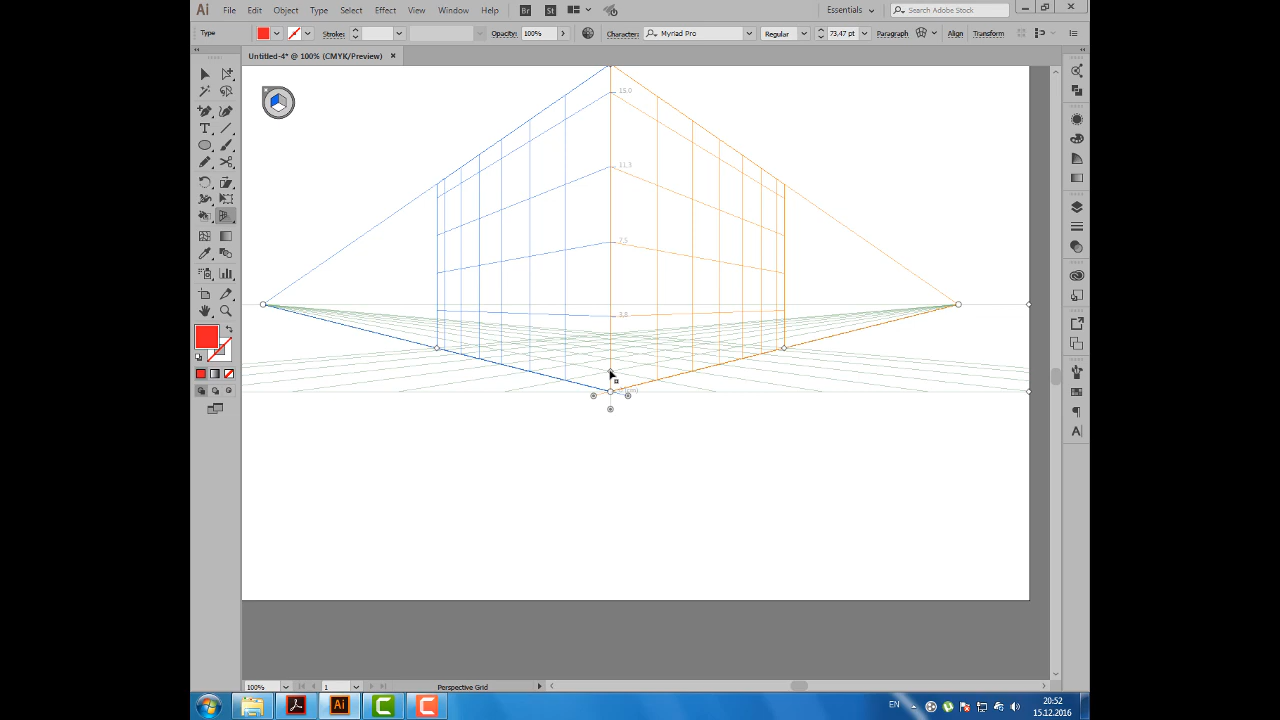 Ai File Edit Object Type Select Effect View Window Help Br St Essentials Search Adobe Stock
Type Strokes: Opacity: 100% Character: Myriad Pro Regular 73.47 pt Paragraph Align Transform
Untitled-4* @ 100% (CMYK/Preview) ×
15,0
11,3
7,5
3,8
100% 1 Perspective Grid
Ai EN 20:52
15.12.2016